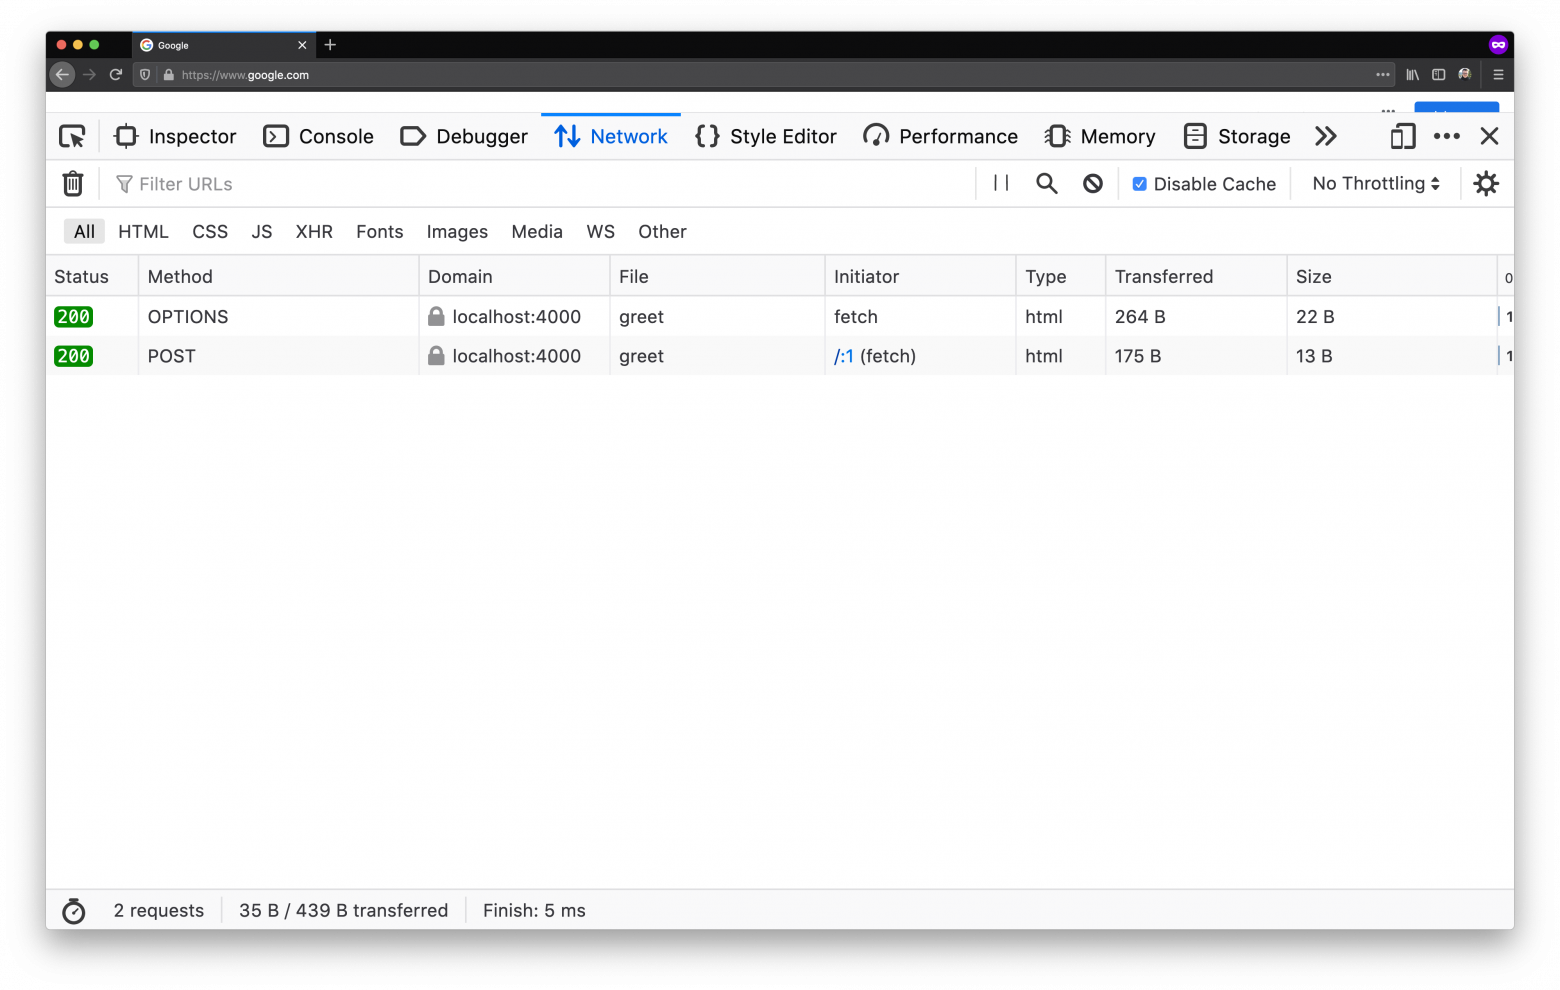 Google
https://www.google.com
Inspector Console Debugger Network Style Editor Performance Memory Storage
Filter URLs Disable Cache No Throttling
All HTML CSS JS XHR Fonts Images Media WS Other
Status Method Domain File Initiator Type Transferred Size 0
200 OPTIONS localhost:4000 greet fetch html 264 B 22 B 1
200 POST localhost:4000 greet /:1 (fetch) html 175 B 13 B 1
2 requests 35 B / 439 B transferred Finish: 5 ms